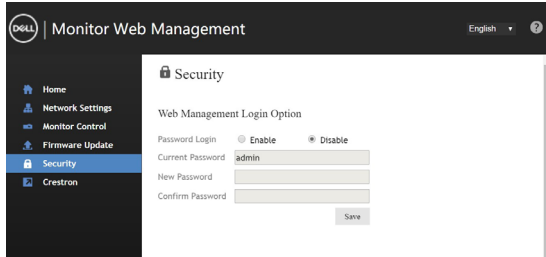 DELL | Monitor Web Management
English
?
Home
Network Settings
Monitor Control
Firmware Update
Security
Crestron
Security
Web Management Login Option
Password Login Enable Disable
Current Password admin
New Password
Confirm Password
Save